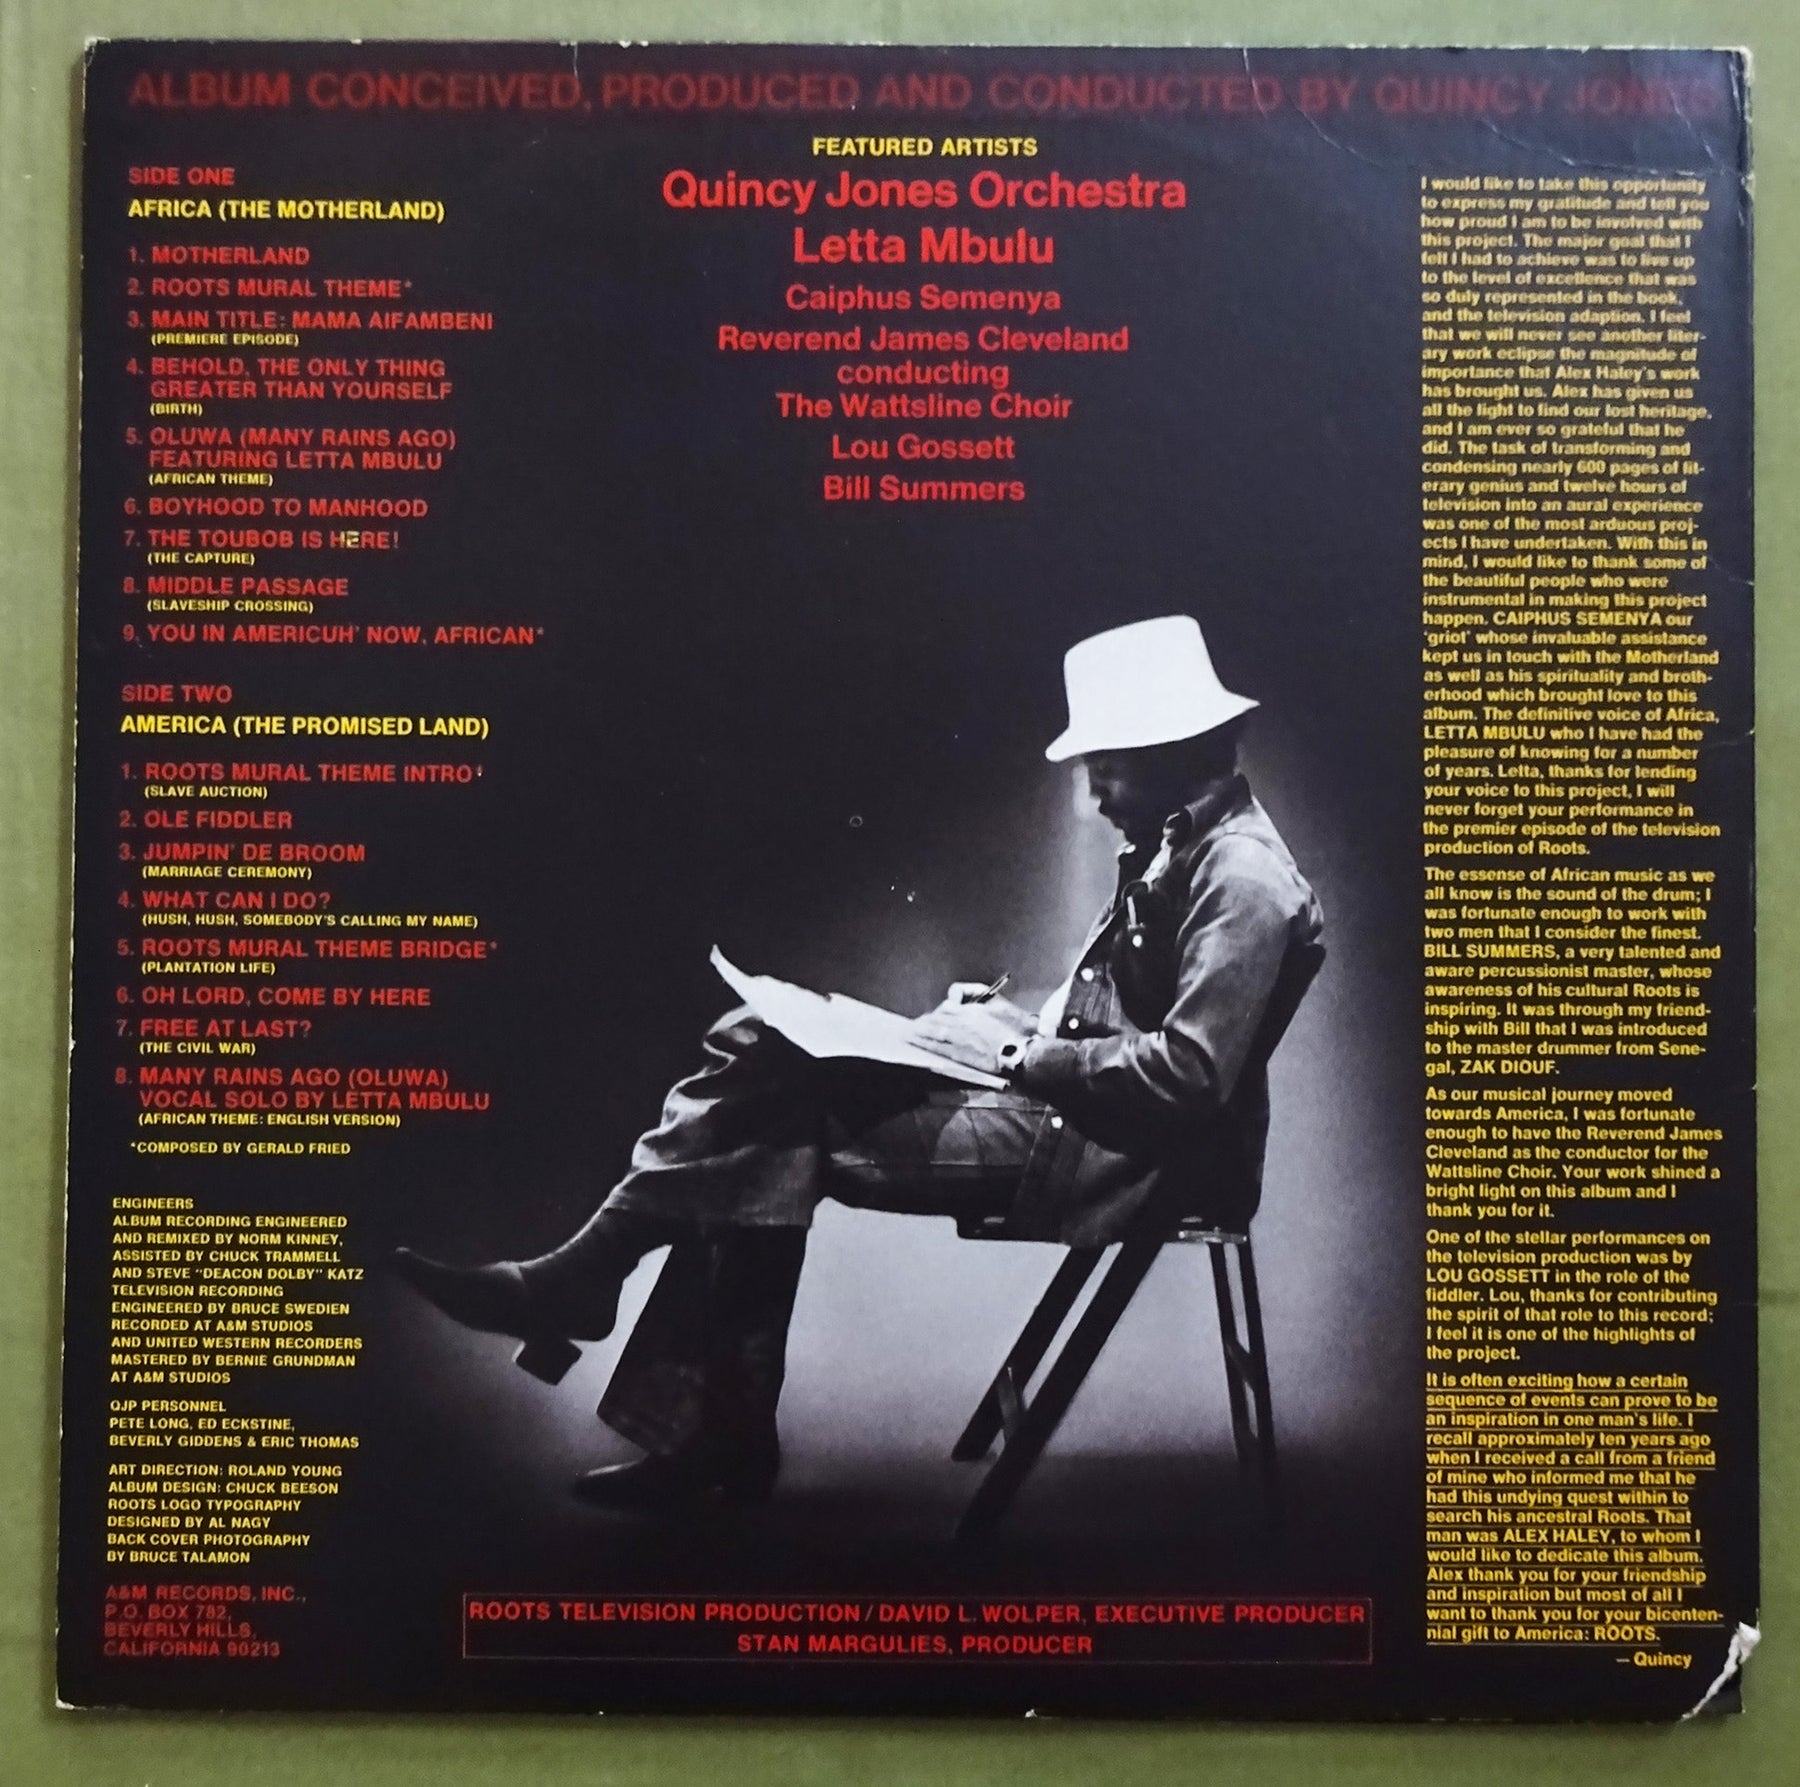 ALBUM CONCEIVED, PRODUCED AND CONDUCTED BY QUINCY JONES
SIDE ONE
AFRICA (THE MOTHERLAND)
1. MOTHERLAND
2. ROOTS MURAL THEME*
3. MAIN TITLE: MAMA AIFAMBENI
(PREMIERE EPISODE)
4. BEHOLD, THE ONLY THING
GREATER THAN YOURSELF
(BIRTH)
5. OLUWA (MANY RAINS AGO)
FEATURING LETTA MBULU
(AFRICAN THEME)
6. BOYHOOD TO MANHOOD
7. THE TOUBOB IS HERE!
(THE CAPTURE)
8. MIDDLE PASSAGE
(SLAVESHIP CROSSING)
9. YOU IN AMERICUH' NOW, AFRICAN*
SIDE TWO
AMERICA (THE PROMISED LAND)
1. ROOTS MURAL THEME INTRO*
(SLAVE AUCTION)
2. OLE FIDDLER
3. JUMPIN' DE BROOM
(MARRIAGE CEREMONY)
4. WHAT CAN I DO?
(HUSH, HUSH, SOMEBODY'S CALLING MY NAME)
5. ROOTS MURAL THEME BRIDGE*
(PLANTATION LIFE)
6. OH LORD, COME BY HERE
7. FREE AT LAST?
(THE CIVIL WAR)
8. MANY RAINS AGO (OLUWA)
VOCAL SOLO BY LETTA MBULU
(AFRICAN THEME: ENGLISH VERSION)
*COMPOSED BY GERALD FRIED
ENGINEERS
ALBUM RECORDING ENGINEERED
AND REMIXED BY NORM KINNEY,
ASSISTED BY CHUCK TRAMMELL
AND STEVE "DEACON DOLBY" KATZ
TELEVISION RECORDING
ENGINEERED BY BRUCE SWEDIEN
RECORDED AT A&M STUDIOS
AND UNITED WESTERN RECORDERS
MASTERED BY BERNIE GRUNDMAN
AT A&M STUDIOS
QJP PERSONNEL
PETE LONG, ED ECKSTINE,
BEVERLY GIDDENS & ERIC THOMAS
ART DIRECTION: ROLAND YOUNG
ALBUM DESIGN: CHUCK BEESON
ROOTS LOGO TYPOGRAPHY
DESIGNED BY AL NAGY
BACK COVER PHOTOGRAPHY
BY BRUCE TALAMON
A&M RECORDS, INC.,
P.O. BOX 782,
BEVERLY HILLS,
CALIFORNIA 90213
FEATURED ARTISTS
Quincy Jones Orchestra
Letta Mbulu
Caiphus Semenya
Reverend James Cleveland
conducting
The Wattsline Choir
Lou Gossett
Bill Summers
ROOTS TELEVISION PRODUCTION / DAVID L. WOLPER, EXECUTIVE PRODUCER
STAN MARGULIES, PRODUCER
I would like to take this opportunity
to express my gratitude and tell you
how proud I am to be involved with
this project. The major goal that I
felt I had to achieve was to live up
to the level of excellence that was
so duly represented in the book,
and the television adaption. I feel
that we will never see another liter-
ary work eclipse the magnitude of
importance that Alex Haley's work
has brought us. Alex has given us
all the light to find our lost heritage,
and I am ever so grateful that he
did. The task of transforming and
condensing nearly 600 pages of lit-
erary genius and twelve hours of
television into an aural experience
was one of the most arduous proj-
ects I have undertaken. With this in
mind, I would like to thank some of
the beautiful people who were
instrumental in making this project
happen. CAIPHUS SEMENYA our
'griot' whose invaluable assistance
kept us in touch with the Motherland
as well as his spirituality and broth-
erhood which brought love to this
album. The definitive voice of Africa,
LETTA MBULU who I have had the
pleasure of knowing for a number
of years. Letta, thanks for lending
your voice to this project, I will
never forget your performance in
the premier episode of the television
production of Roots.
The essense of African music as we
all know is the sound of the drum; I
was fortunate enough to work with
two men that I consider the finest.
BILL SUMMERS, a very talented and
aware percussionist master, whose
awareness of his cultural Roots is
inspiring. It was through my friend-
ship with Bill that I was introduced
to the master drummer from Sene-
gal, ZAK DIOUF.
As our musical journey moved
towards America, I was fortunate
enough to have the Reverend James
Cleveland as the conductor for the
Wattsline Choir. Your work shined a
bright light on this album and I
thank you for it.
One of the stellar performances on
the television production was by
LOU GOSSETT in the role of the
fiddler. Lou, thanks for contributing
the spirit of that role to this record;
I feel it is one of the highlights of
the project.
It is often exciting how a certain
sequence of events can prove to be
an inspiration in one man's life. I
recall approximately ten years ago
when I received a call from a friend
of mine who informed me that he
had this undying quest within to
search his ancestral Roots. That
man was ALEX HALEY, to whom I
would like to dedicate this album.
Alex thank you for your friendship
and inspiration but most of all I
want to thank you for your bicenten-
nial gift to America: ROOTS.
— Quincy